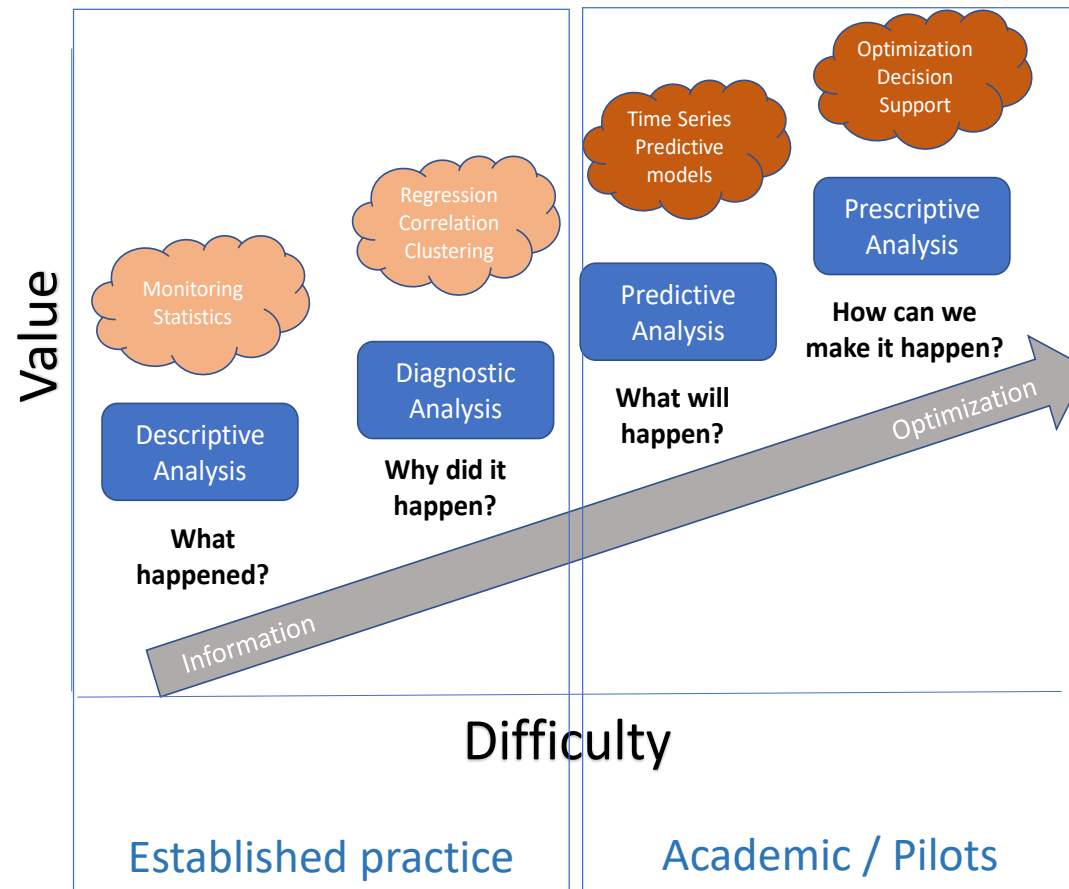 Value
Monitoring
Statistics
Descriptive
Analysis
What
happened?
Regression
Correlation
Clustering
Diagnostic
Analysis
Why did it
happen?
Time Series
Predictive
models
Predictive
Analysis
What will
happen?
Optimization
Decision
Support
Prescriptive
Analysis
How can we
make it happen?
Information
Optimization
Difficulty
Established practice
Academic / Pilots